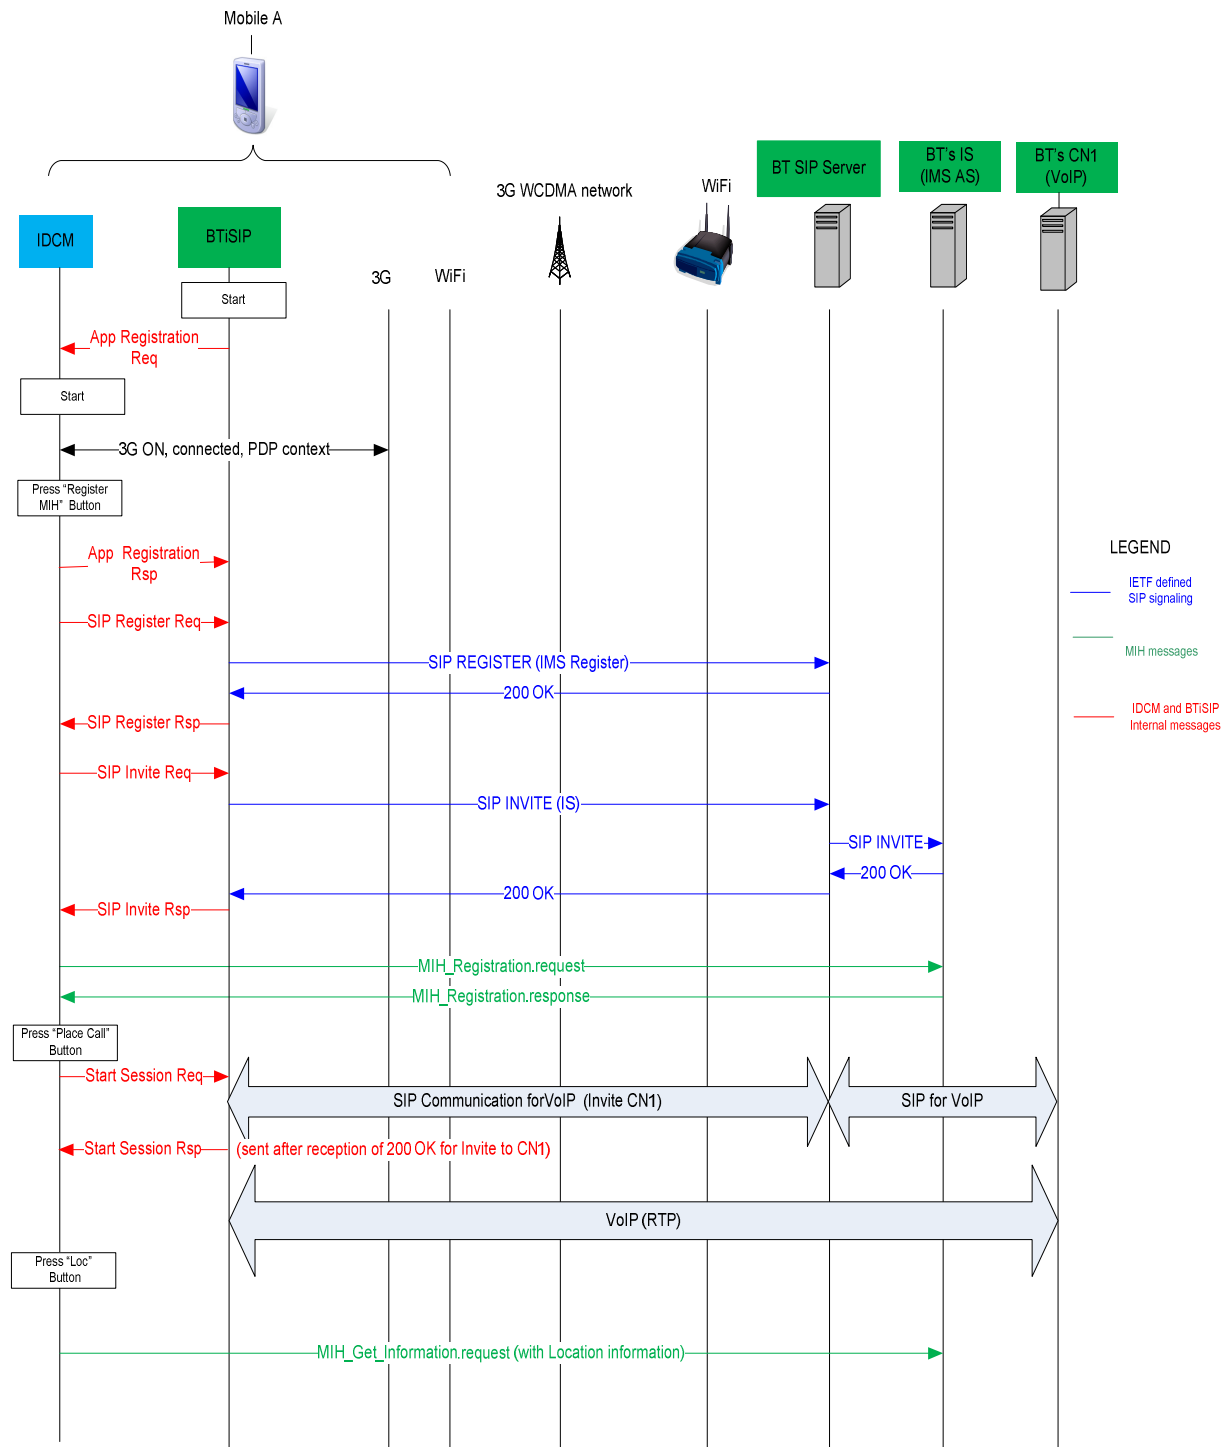 Mobile A
BT SIP Server
BT's IS
(IMS AS)
BT's CN1
(VoIP)
3G WCDMA network
WiFi
IDCM
BTiSIP
3G
WiFi
Start
App Registration
Req
Start
3G ON, connected, PDP context
Press “Register
MIH” Button
App Registration
Rsp
LEGEND
IETF defined
SIP signaling
SIP Register Req
MIH messages
SIP REGISTER (IMS Register)
200 OK
IDCM and BTiSIP
Internal messages
SIP Register Rsp
SIP Invite Req
SIP INVITE (IS)
SIP INVITE
200 OK
200 OK
SIP Invite Rsp
MIH_Registration.request
MIH_Registration.response
Press “Place Call”
Button
Start Session Req
SIP Communication forVoIP (Invite CN1)
SIP for VoIP
Start Session Rsp
(sent after reception of 200 OK for Invite to CN1)
VoIP (RTP)
Press “Loc”
Button
MIH_Get_Information.request (with Location information)